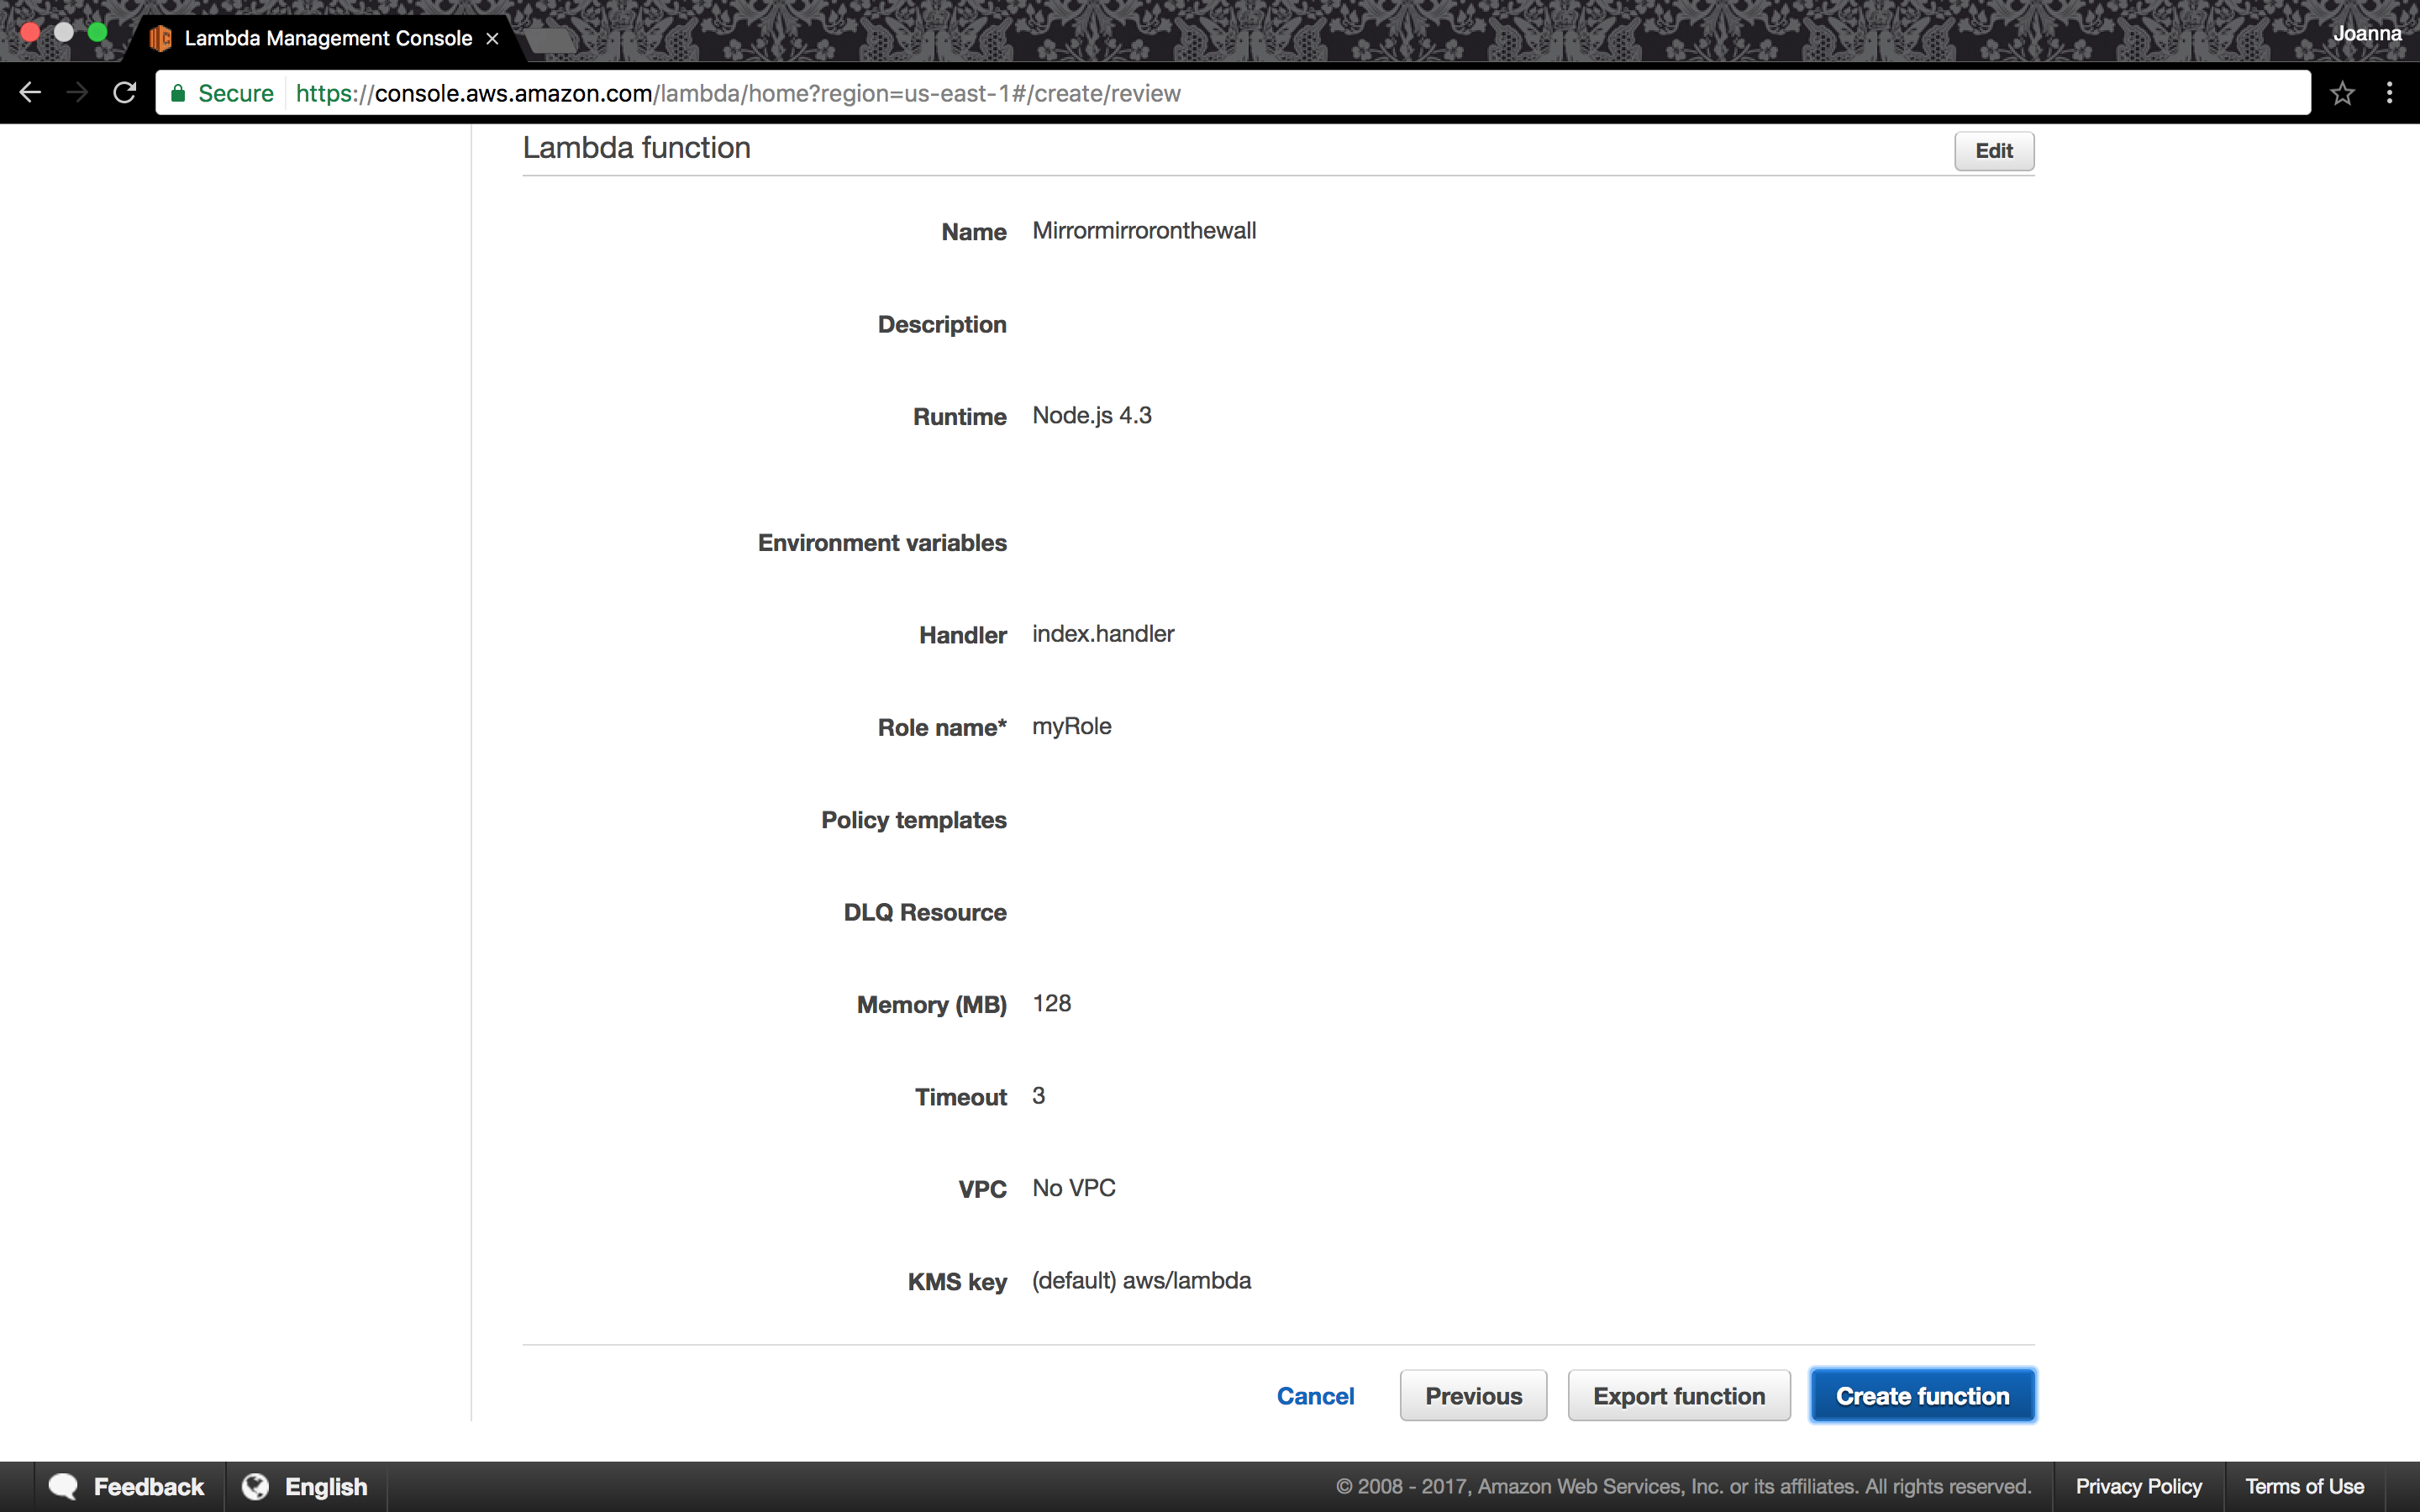 Lambda Management Console
Joanna
Secure https://console.aws.amazon.com/lambda/home?region=us-east-1#/create/review
Lambda function Edit
Name Mirrormirroronthewall
Description
Runtime Node.js 4.3
Environment variables
Handler index.handler
Role name* myRole
Policy templates
DLQ Resource
Memory (MB) 128
Timeout 3
VPC No VPC
KMS key (default) aws/lambda
Cancel Previous Export function Create function
Feedback English © 2008 - 2017, Amazon Web Services, Inc. or its affiliates. All rights reserved. Privacy Policy Terms of Use